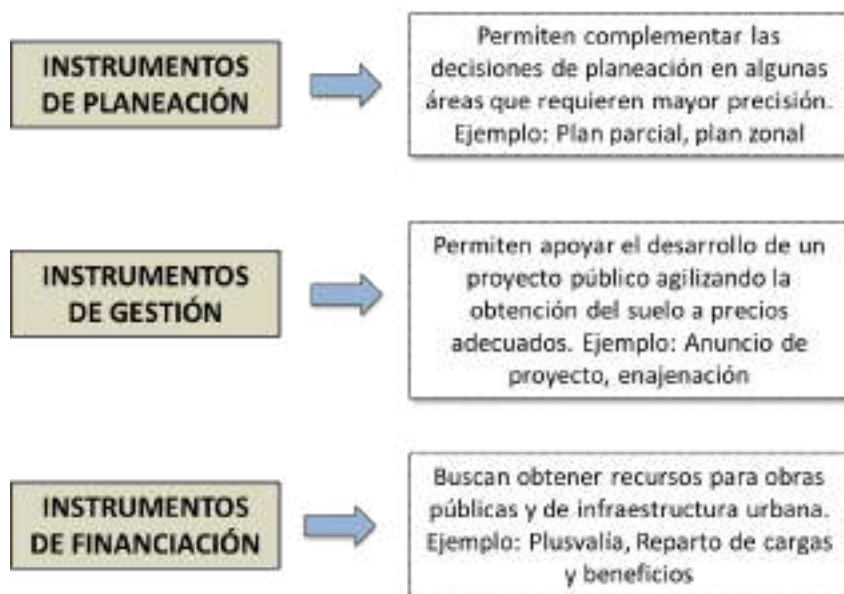 INSTRUMENTOS
DE PLANEACIÓN
Permiten complementar las
decisiones de planeación en algunas
áreas que requieren mayor precisión.
Ejemplo: Plan parcial, plan zonal
INSTRUMENTOS
DE GESTIÓN
Permiten apoyar el desarrollo de un
proyecto público agilizando la
obtención del suelo a precios
adecuados. Ejemplo: Anuncio de
proyecto, enajenación
INSTRUMENTOS
DE FINANCIACIÓN
Buscan obtener recursos para obras
públicas y de infraestructura urbana.
Ejemplo: Plusvalía, Reparto de cargas
y beneficios